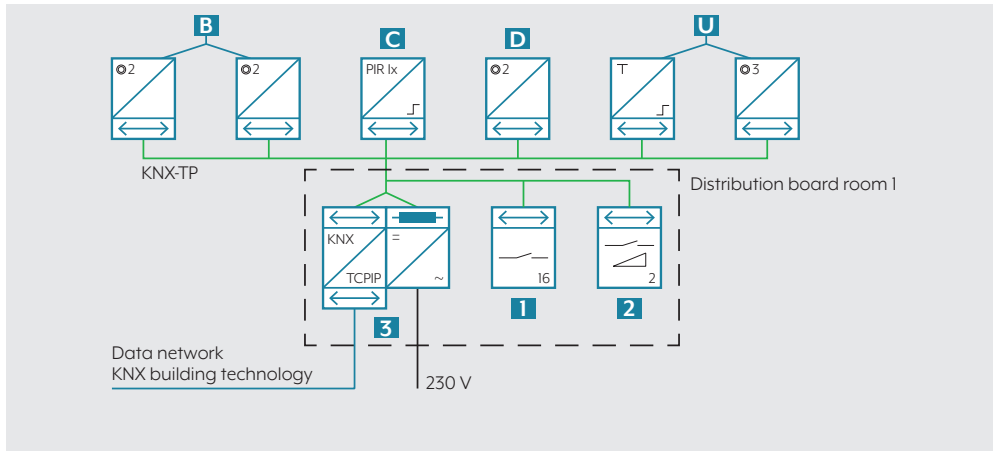 B
C
D
U
2
2
PIR lx
2
T
3
KNX-TP
Distribution board room 1
KNX
=
TCPIP
~
16
2
3
1
2
Data network
KNX building technology
230 V